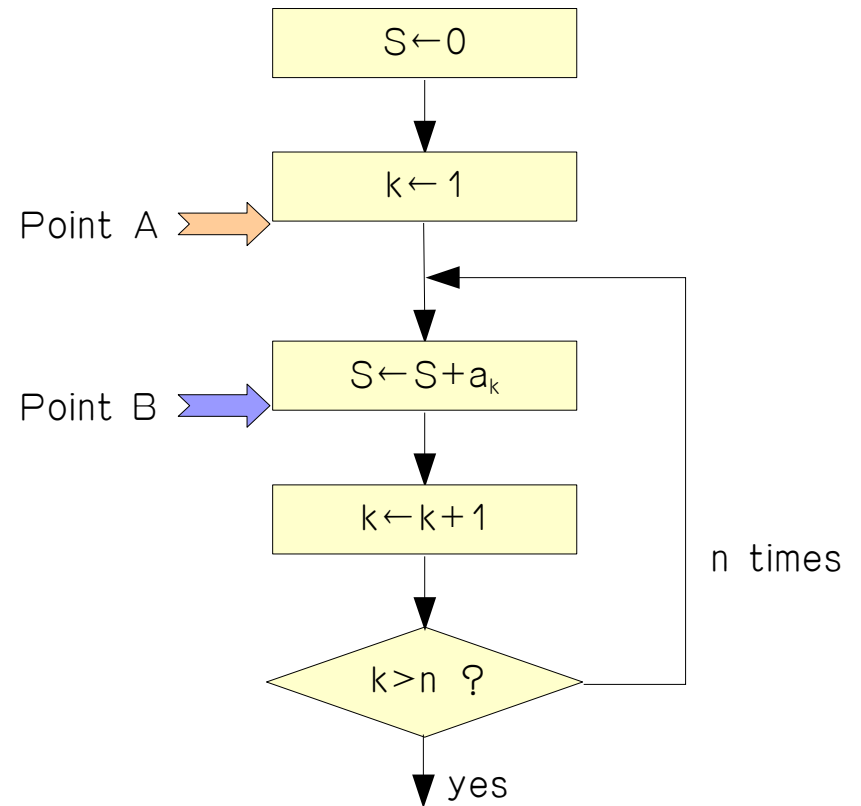 S←0
k←1
Point A
S←S+aₖ
Point B
k←k+1
n times
k>n ?
yes